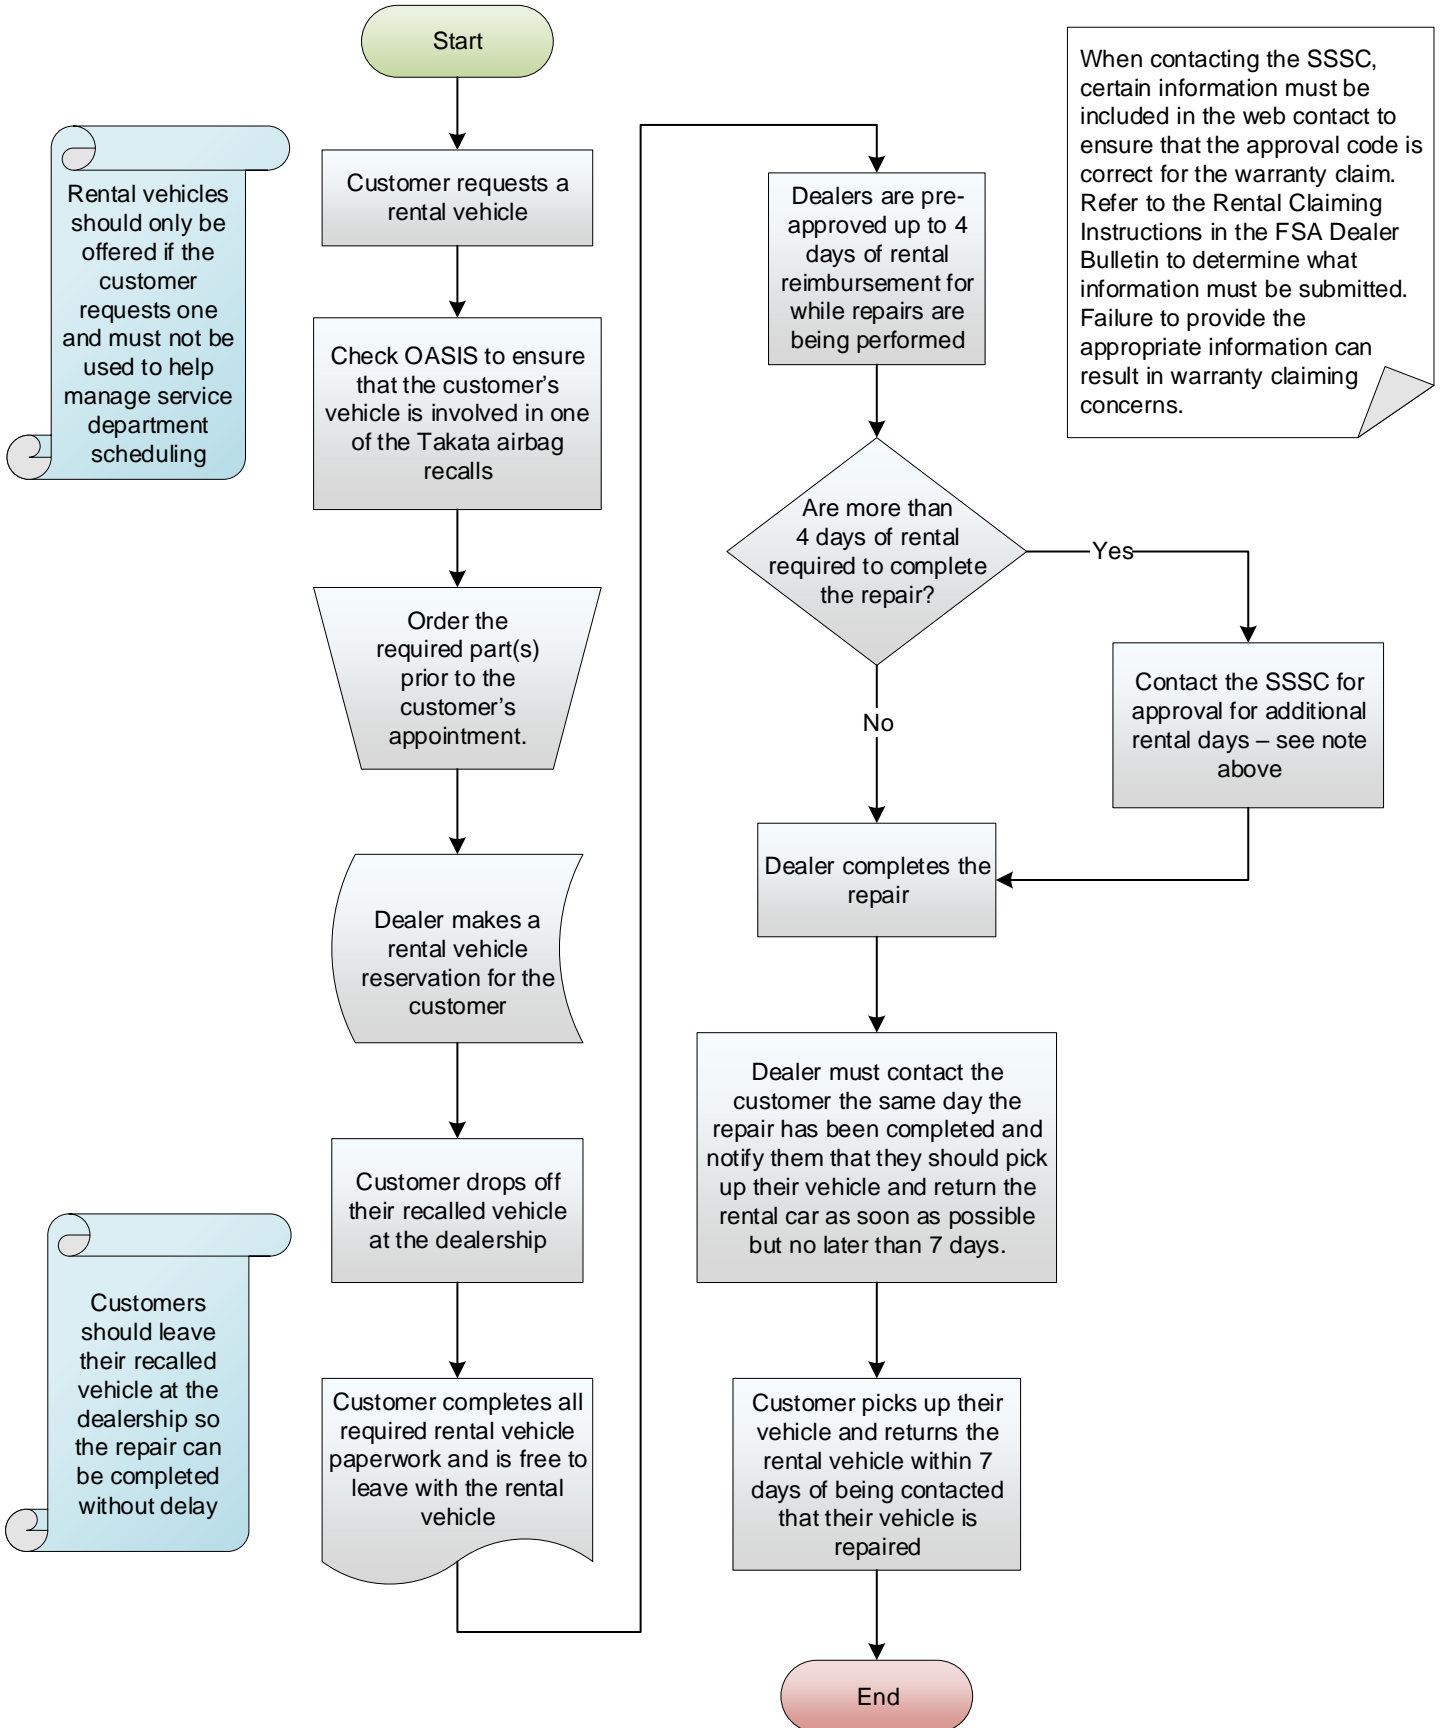 Start
Customer requests a
rental vehicle
Rental vehicles
should only be
offered if the
customer
requests one
and must not be
used to help
manage service
department
scheduling
Check OASIS to ensure
that the customer’s
vehicle is involved in one
of the Takata airbag
recalls
Order the
required part(s)
prior to the
customer’s
appointment.
Dealer makes a
rental vehicle
reservation for the
customer
Customer drops off
their recalled vehicle
at the dealership
Customers
should leave
their recalled
vehicle at the
dealership so
the repair can
be completed
without delay
Customer completes all
required rental vehicle
paperwork and is free to
leave with the rental
vehicle
Dealers are pre-
approved up to 4
days of rental
reimbursement for
while repairs are
being performed
When contacting the SSSC,
certain information must be
included in the web contact to
ensure that the approval code is
correct for the warranty claim.
Refer to the Rental Claiming
Instructions in the FSA Dealer
Bulletin to determine what
information must be submitted.
Failure to provide the
appropriate information can
result in warranty claiming
concerns.
Are more than
4 days of rental
required to complete
the repair?
Yes
Contact the SSSC for
approval for additional
rental days – see note
above
No
Dealer completes the
repair
Dealer must contact the
customer the same day the
repair has been completed and
notify them that they should pick
up their vehicle and return the
rental car as soon as possible
but no later than 7 days.
Customer picks up their
vehicle and returns the
rental vehicle within 7
days of being contacted
that their vehicle is
repaired
End